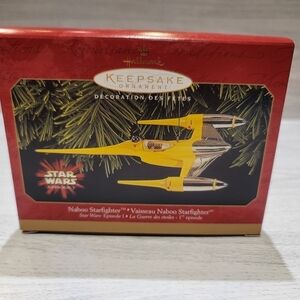 Hallmark
KEEPSAKE
ORNAMENT
DÉCORATION DES FÊTES
STAR
WARS
EPISODE I
Naboo Starfighter™ • Vaisseau Naboo Starfighter™
Star Wars: Episode I • La Guerre des étoiles - 1er épisode